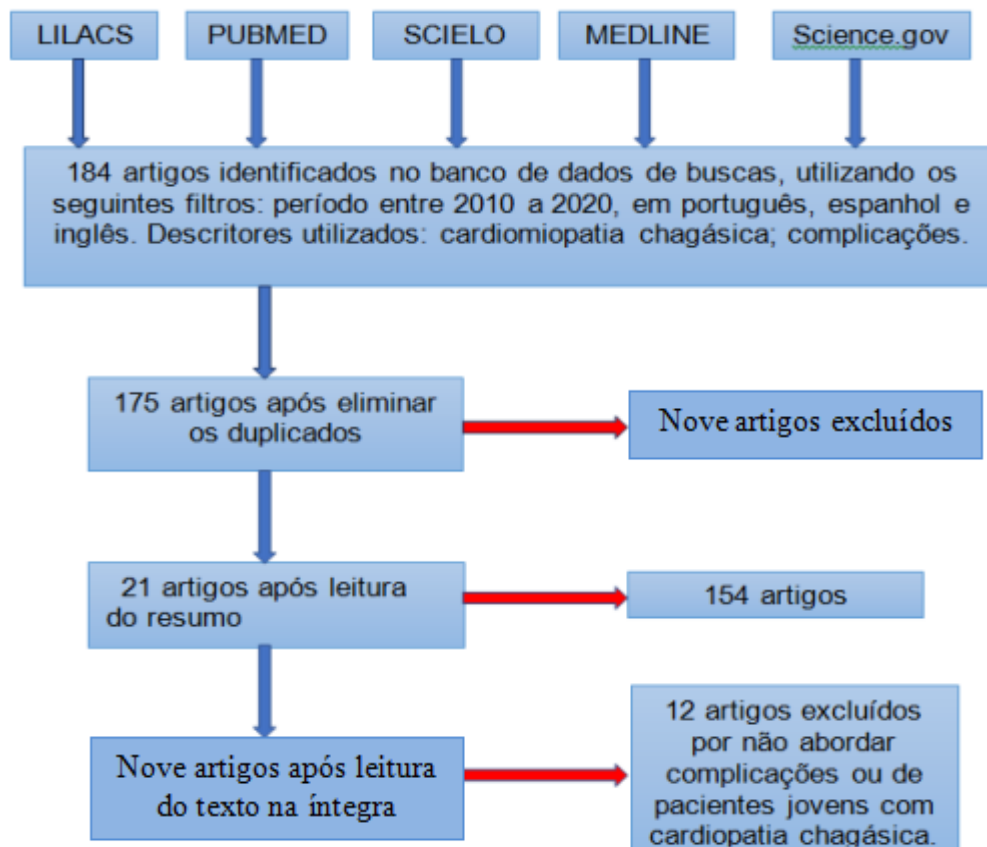 LILACS
PUBMED
SCIELO
MEDLINE
Science.gov
184 artigos identificados no banco de dados de buscas, utilizando os
seguintes filtros: período entre 2010 a 2020, em português, espanhol e
inglês. Descritores utilizados: cardiomiopatia chagásica; complicações.
175 artigos após eliminar
os duplicados
Nove artigos excluídos
21 artigos após leitura
do resumo
154 artigos
Nove artigos após leitura
do texto na íntegra
12 artigos excluídos
por não abordar
complicações ou de
pacientes jovens com
cardiopatia chagásica.